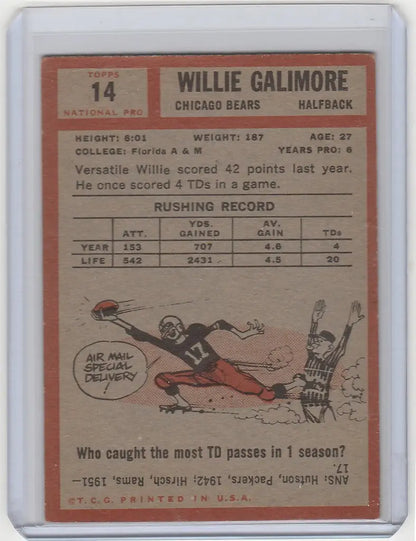 TOPPS
14
NATIONAL PRO
WILLIE GALIMORE
CHICAGO BEARS HALFBACK
HEIGHT: 6:01 WEIGHT: 187 AGE: 27
COLLEGE: Florida A & M YEARS PRO: 6
Versatile Willie scored 42 points last year.
He once scored 4 TDs in a game.
RUSHING RECORD
ATT. YDS. GAINED AV. GAIN TDs
YEAR 153 707 4.6 4
LIFE 542 2431 4.5 20
AIR MAIL
SPECIAL
DELIVERY!
17
Who caught the most TD passes in 1 season?
ANS: Hutson, Packers, 1942; Hirsch, Rams, 1951—
17.
©T.C.G. PRINTED IN U.S.A.